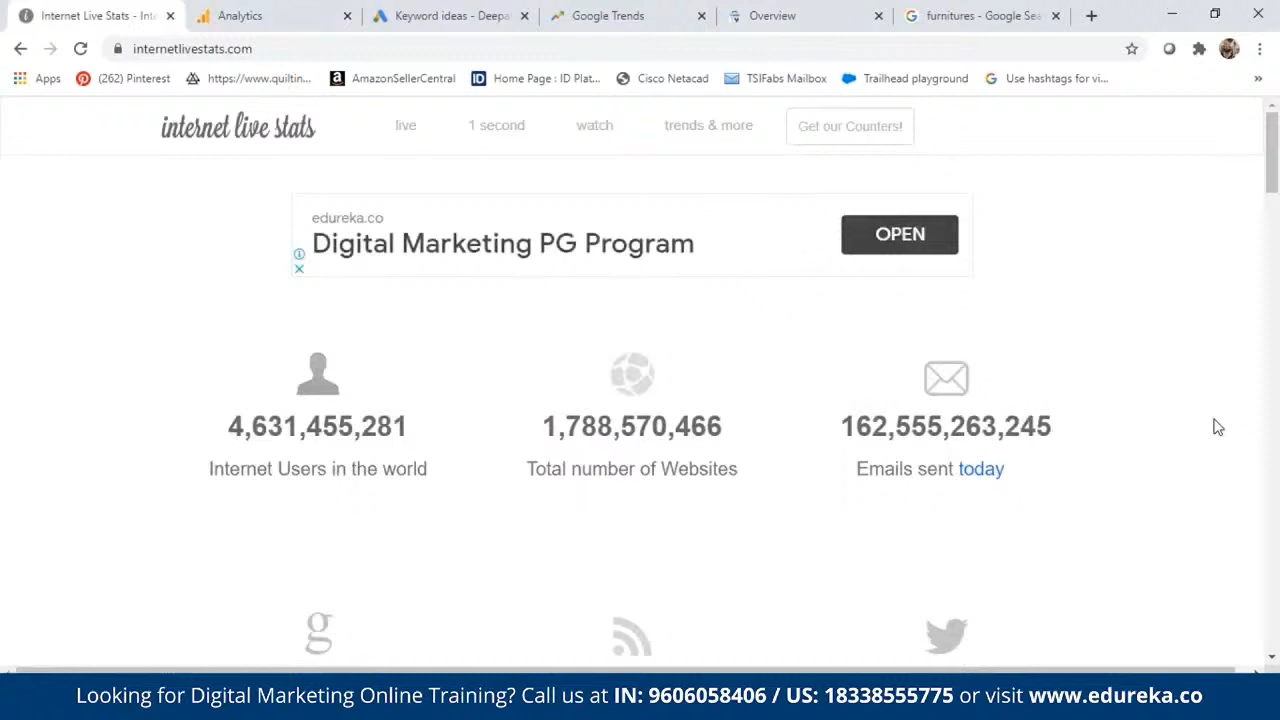 Internet Live Stats - Inte
Analytics
Keyword ideas - Deepa
Google Trends
Overview
furnitures - Google Sea
internetlivestats.com
Apps
(262) Pinterest
https://www.quiltin...
AmazonSellerCentral
ID
Home Page : ID Plat...
Cisco Netacad
TSIFabs Mailbox
Trailhead playground
Use hashtags for vi...
internet live stats
live
1 second
watch
trends & more
Get our Counters!
edureka.co
Digital Marketing PG Program
OPEN
4,631,455,281
1,788,570,466
162,555,263,245
Internet Users in the world
Total number of Websites
Emails sent today
Looking for Digital Marketing Online Training? Call us at IN: 9606058406 / US: 18338555775 or visit www.edureka.co